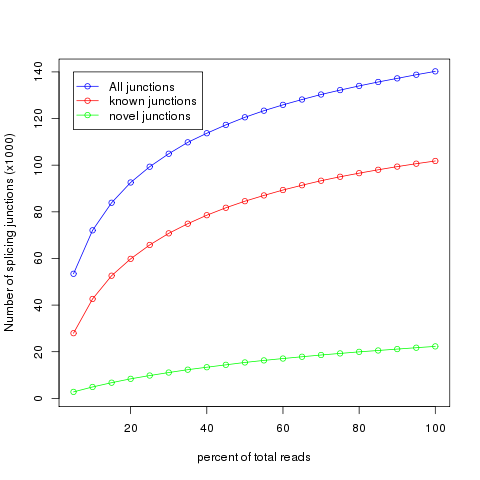 All junctions
known junctions
novel junctions
Number of splicing junctions (x1000)
140
120
100
80
60
40
20
0
20 40 60 80 100
percent of total reads